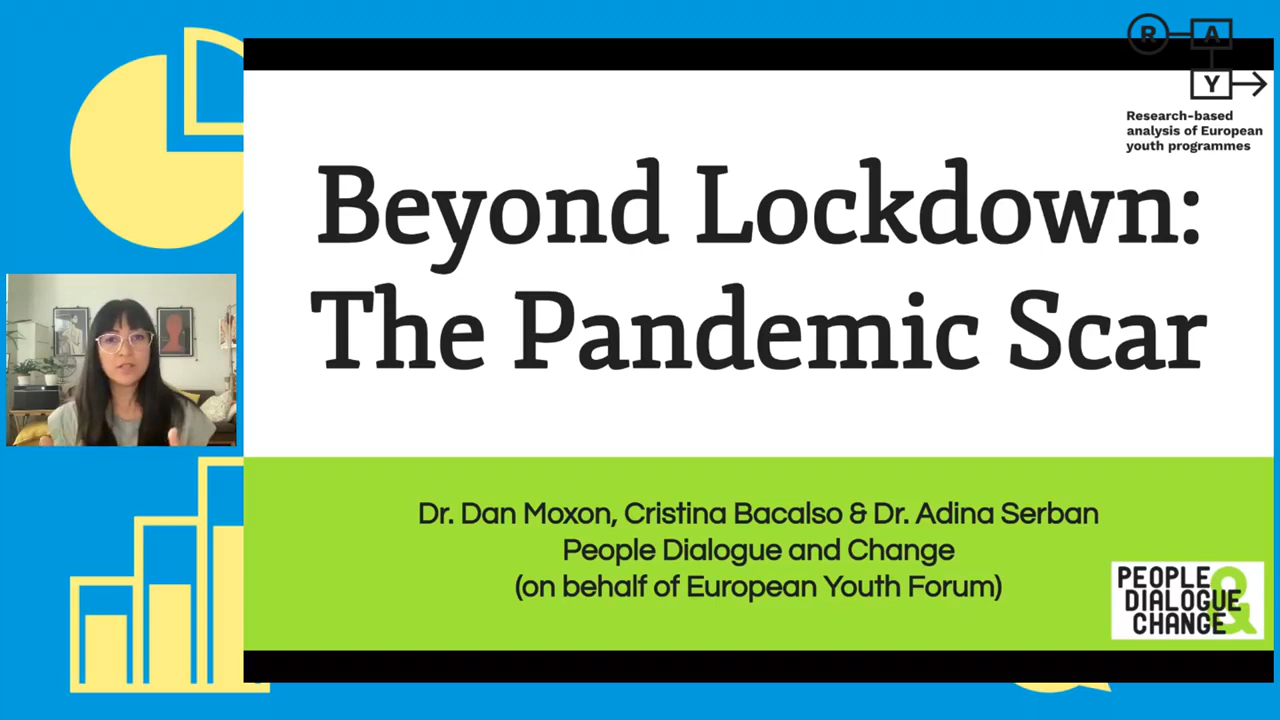 R A
Y
Research-based
analysis of European
youth programmes
Beyond Lockdown:
The Pandemic Scar
Dr. Dan Moxon, Cristina Bacalso & Dr. Adina Serban
People Dialogue and Change
(on behalf of European Youth Forum)
PEOPLE
DIALOGUE &
CHANGE